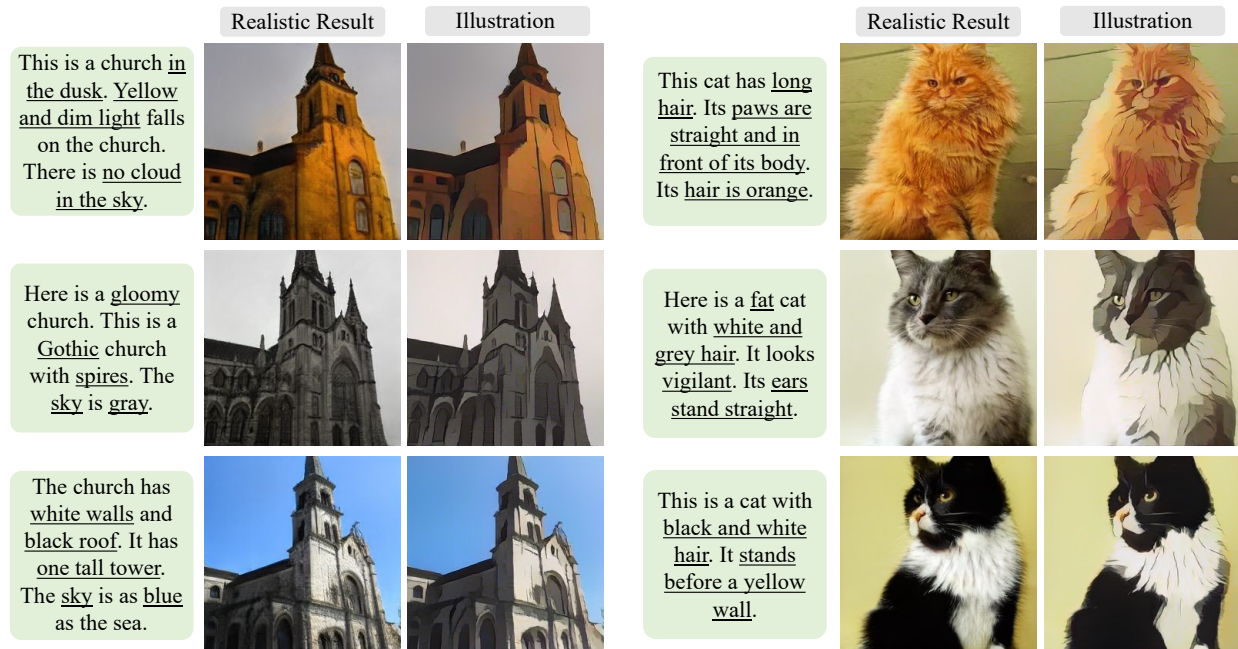 Realistic Result
Illustration
This is a church in
the dusk. Yellow
and dim light falls
on the church.
There is no cloud
in the sky.
Here is a gloomy
church. This is a
Gothic church
with spires. The
sky is gray.
The church has
white walls and
black roof. It has
one tall tower.
The sky is as blue
as the sea.
Realistic Result
Illustration
This cat has long
hair. Its paws are
straight and in
front of its body.
Its hair is orange.
Here is a fat cat
with white and
grey hair. It looks
vigilant. Its ears
stand straight.
This is a cat with
black and white
hair. It stands
before a yellow
wall.